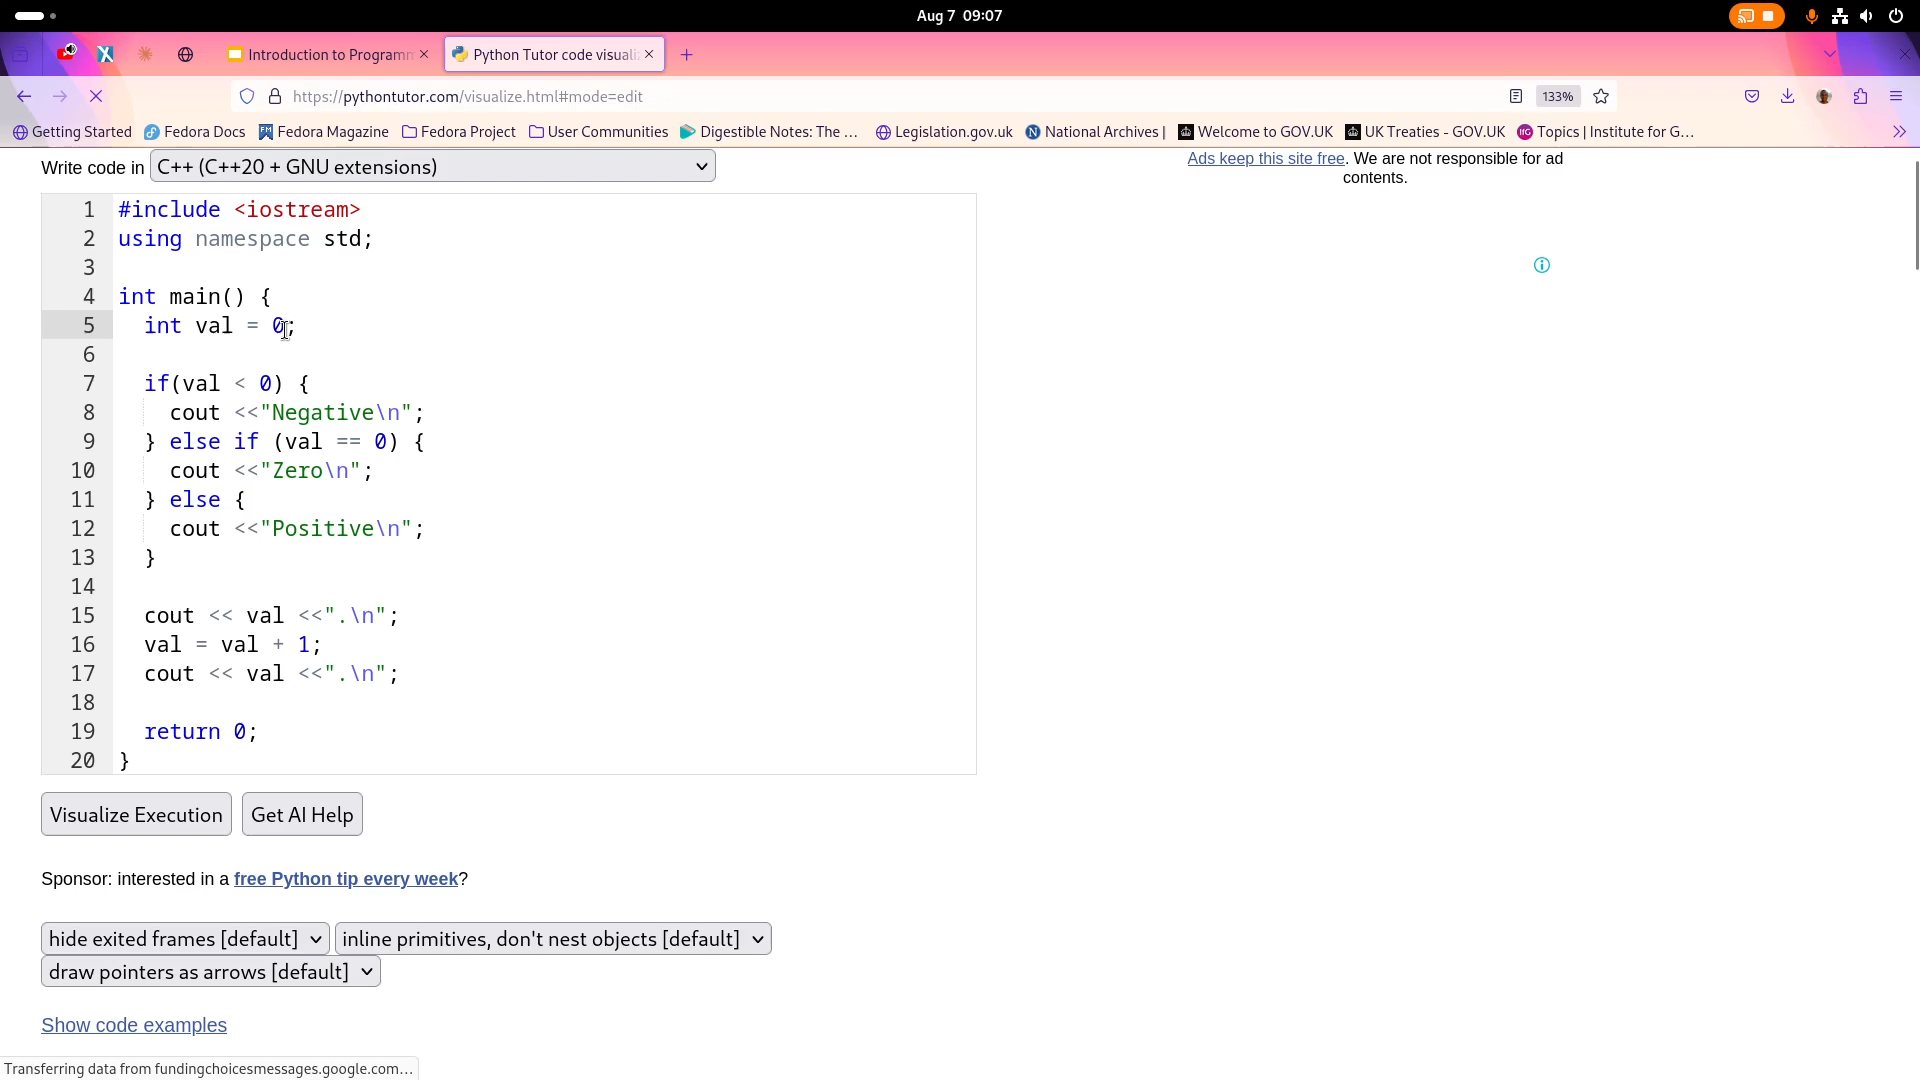 Aug 7 09:07
Introduction to Programm
Python Tutor code visuali
https://pythontutor.com/visualize.html#mode=edit
133%
Getting Started
Fedora Docs
Fedora Magazine
Fedora Project
User Communities
Digestible Notes: The ...
Legislation.gov.uk
National Archives |
Welcome to GOV.UK
UK Treaties - GOV.UK
IfG
Topics | Institute for G...
Write code in C++ (C++20 + GNU extensions)
Ads keep this site free. We are not responsible for ad
contents.
1 #include <iostream>
2 using namespace std;
3
4 int main() {
5   int val = 0;
6
7   if(val < 0) {
8     cout <<"Negative\n";
9   } else if (val == 0) {
10     cout <<"Zero\n";
11   } else {
12     cout <<"Positive\n";
13   }
14
15   cout << val <<".\n";
16   val = val + 1;
17   cout << val <<".\n";
18
19   return 0;
20 }
Visualize Execution
Get AI Help
Sponsor: interested in a free Python tip every week?
hide exited frames [default]
inline primitives, don't nest objects [default]
draw pointers as arrows [default]
Show code examples
Transferring data from fundingchoicesmessages.google.com...